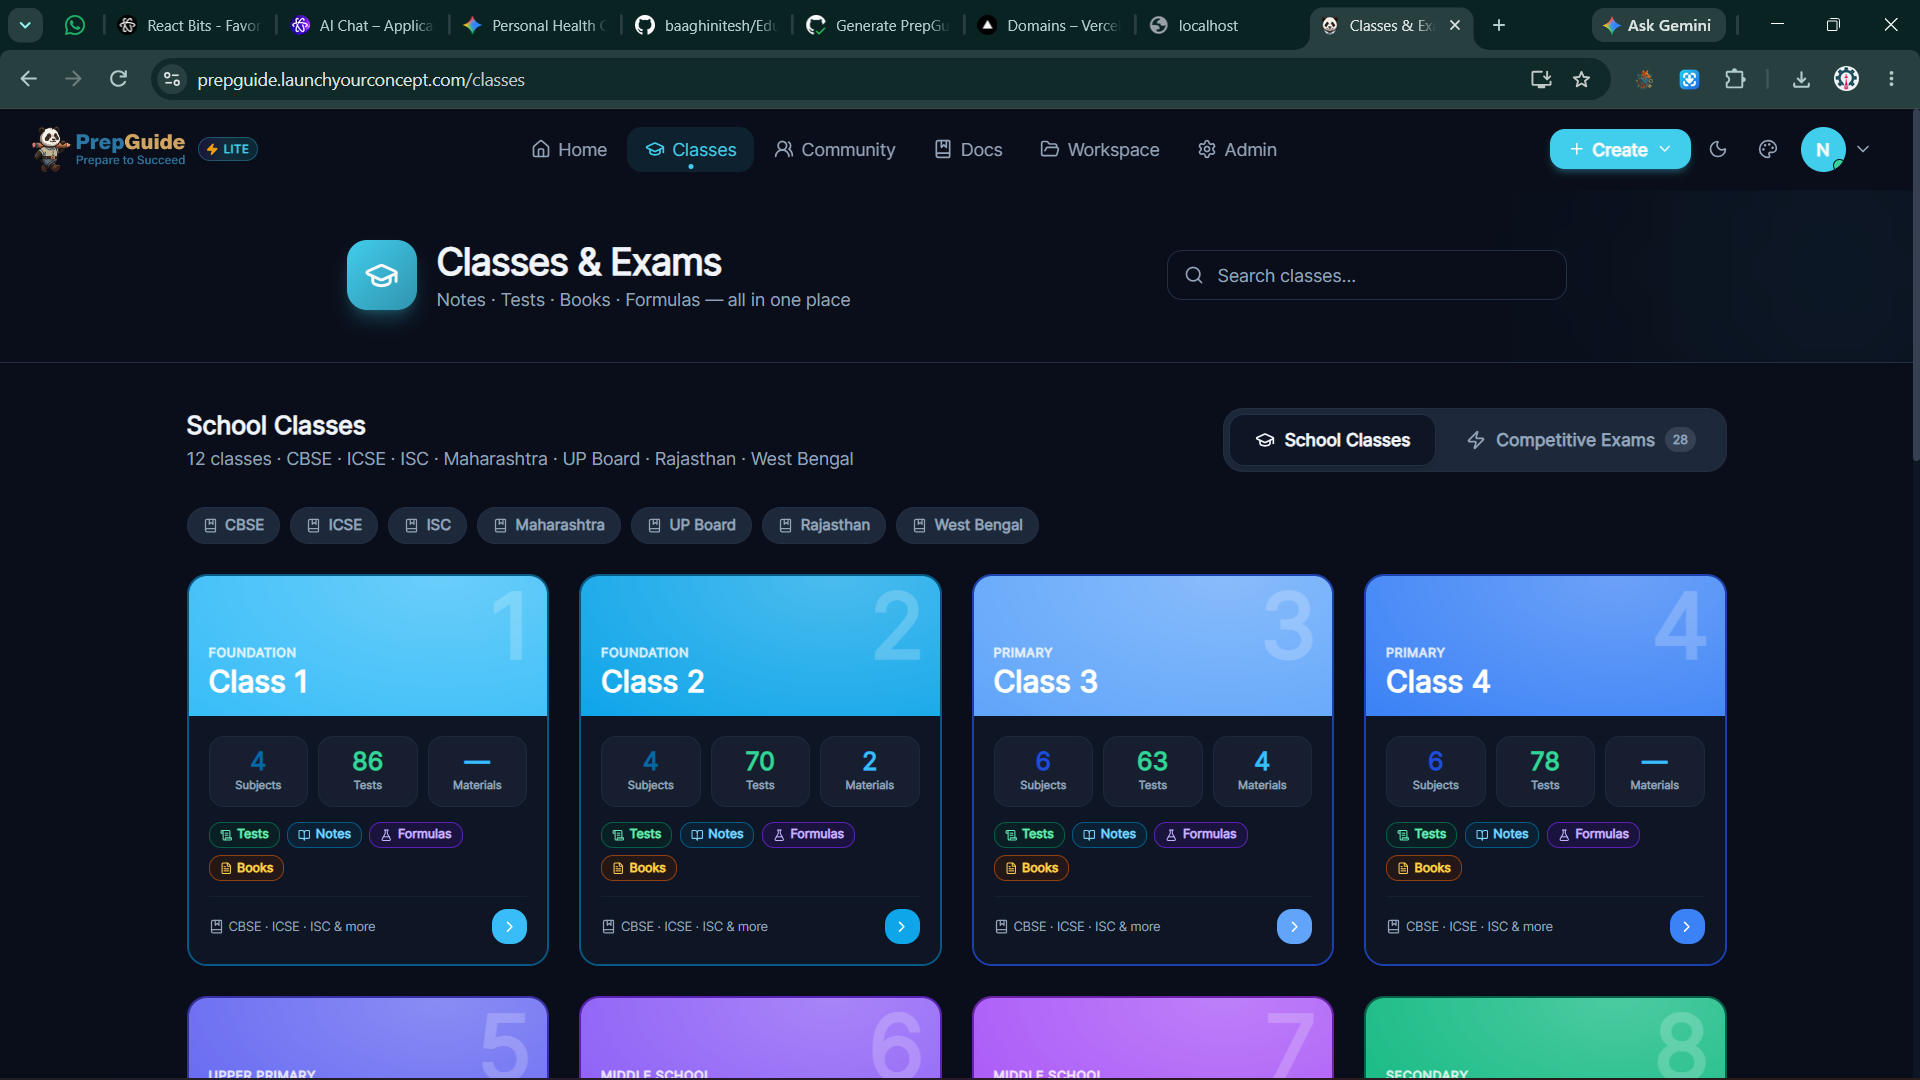 React Bits - Favor
AI Chat – Applica
Personal Health
baaghinitesh/Edu
Generate PrepGu
Domains – Verce
localhost
Classes & Ex
Ask Gemini
prepguide.launchyourconcept.com/classes
PrepGuide
Prepare to Succeed
LITE
Home
Classes
Community
Docs
Workspace
Admin
+ Create
N
Classes & Exams
Notes · Tests · Books · Formulas — all in one place
Search classes...
School Classes
12 classes · CBSE · ICSE · ISC · Maharashtra · UP Board · Rajasthan · West Bengal
School Classes
Competitive Exams 28
CBSE
ICSE
ISC
Maharashtra
UP Board
Rajasthan
West Bengal
1
FOUNDATION
Class 1
4
Subjects
86
Tests
—
Materials
Tests
Notes
Formulas
Books
CBSE · ICSE · ISC & more
2
FOUNDATION
Class 2
4
Subjects
70
Tests
2
Materials
Tests
Notes
Formulas
Books
CBSE · ICSE · ISC & more
3
PRIMARY
Class 3
6
Subjects
63
Tests
4
Materials
Tests
Notes
Formulas
Books
CBSE · ICSE · ISC & more
4
PRIMARY
Class 4
6
Subjects
78
Tests
—
Materials
Tests
Notes
Formulas
Books
CBSE · ICSE · ISC & more
5
UPPER PRIMARY
6
MIDDLE SCHOOL
7
MIDDLE SCHOOL
8
SECONDARY